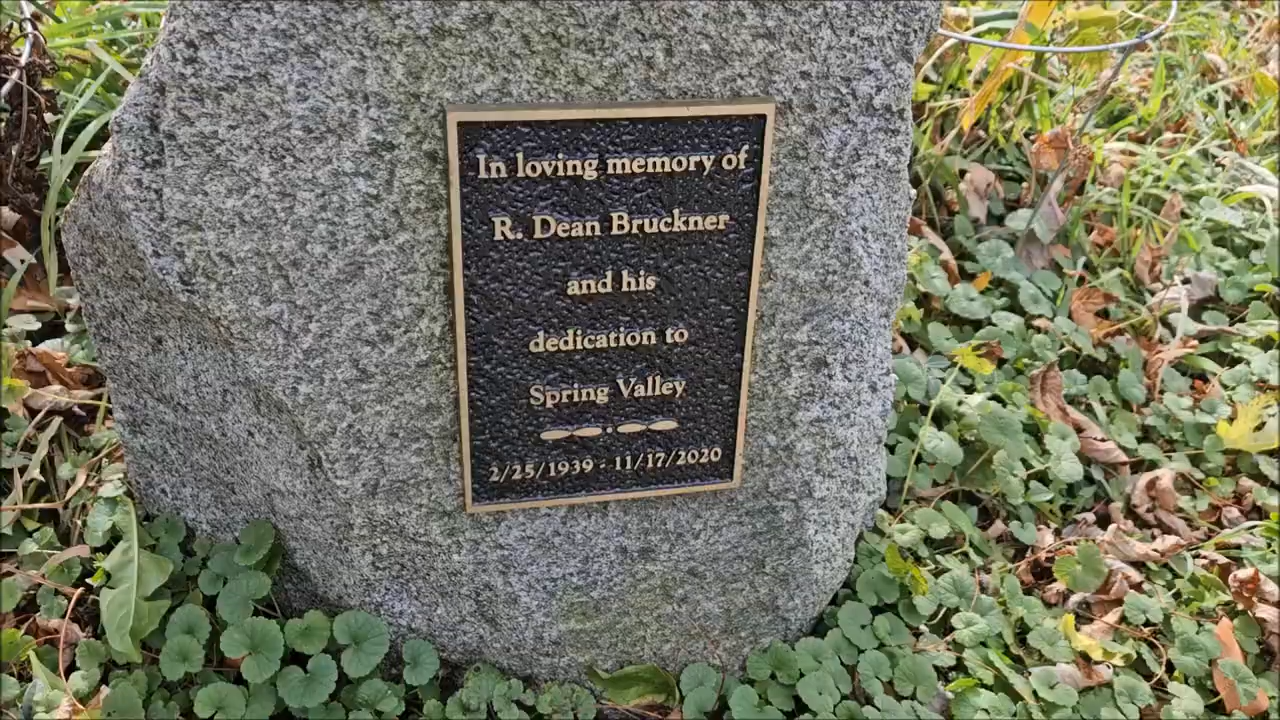 In loving memory of
R. Dean Bruckner
and his
dedication to
Spring Valley
2/25/1939 - 11/17/2020